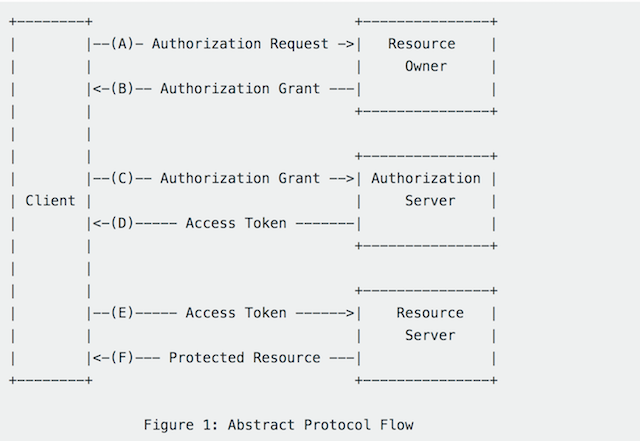 +--------+                               +---------------+
|        |--(A)- Authorization Request ->|   Resource    |
|        |                               |     Owner     |
|        |<-(B)-- Authorization Grant ---|               |
|        |                               +---------------+
|        |
|        |                               +---------------+
|        |--(C)-- Authorization Grant -->| Authorization |
| Client |                               |     Server    |
|        |<-(D)----- Access Token -------|               |
|        |                               +---------------+
|        |
|        |                               +---------------+
|        |--(E)----- Access Token ------>|    Resource   |
|        |                               |     Server    |
|        |<-(F)--- Protected Resource ---|               |
+--------+                               +---------------+
Figure 1: Abstract Protocol Flow